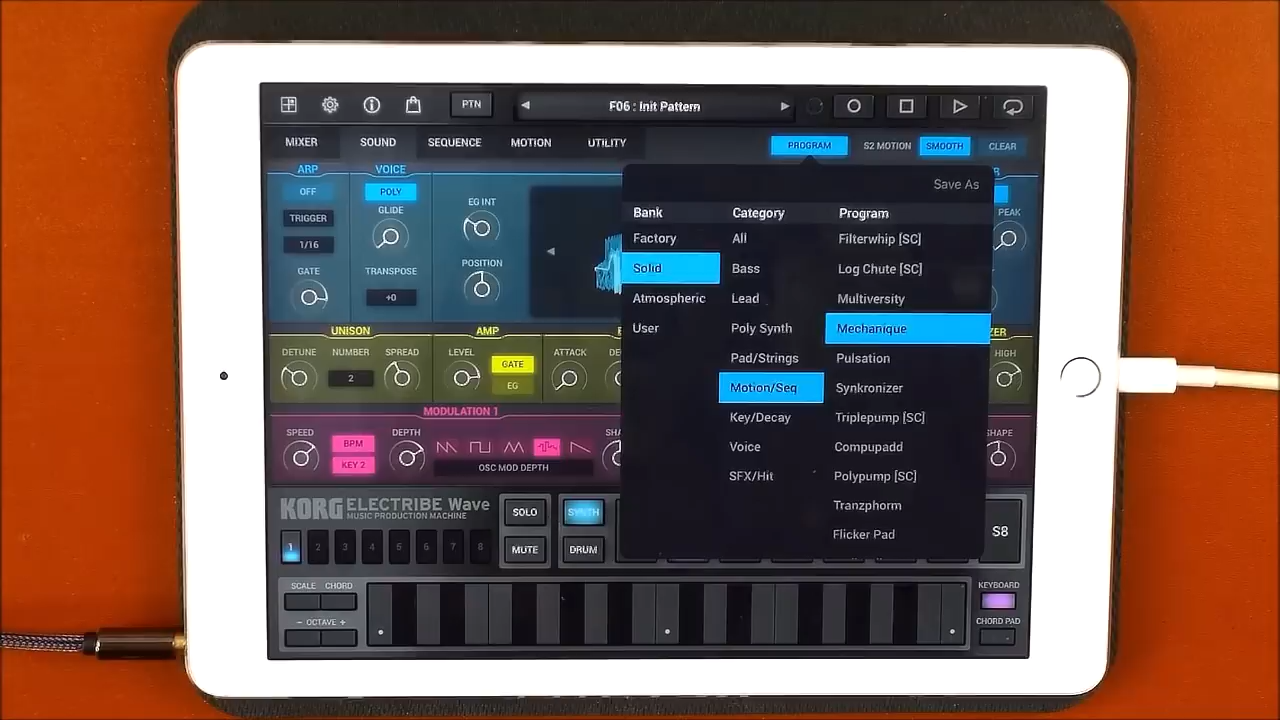 PTN
F06 : Init Pattern
MIXER SOUND SEQUENCE MOTION UTILITY
PROGRAM S2 MOTION SMOOTH CLEAR
ARP VOICE
OFF POLY
TRIGGER GLIDE EG INT PEAK
1/16
GATE TRANSPOSE POSITION
+0
Save As
Bank Category Program
Factory All Filterwhip [SC]
Solid Bass Log Chute [SC]
Atmospheric Lead Multiversity
User Poly Synth Mechanique
Pad/Strings Pulsation
Motion/Seq Synkronizer
Key/Decay Triplepump [SC]
Voice Compupadd
SFX/Hit Polypump [SC]
Tranzphorm
Flicker Pad
UNISON AMP
DETUNE NUMBER SPREAD LEVEL GATE ATTACK HIGH
2 EG
MODULATION 1
SPEED BPM DEPTH SHAPE
KEY 2 OSC MOD DEPTH
KORG ELECTRIBE Wave
MUSIC PRODUCTION MACHINE
SOLO SYNTH S8
1 2 3 4 5 6 7 8
MUTE DRUM
SCALE CHORD KEYBOARD
- OCTAVE + CHORD PAD